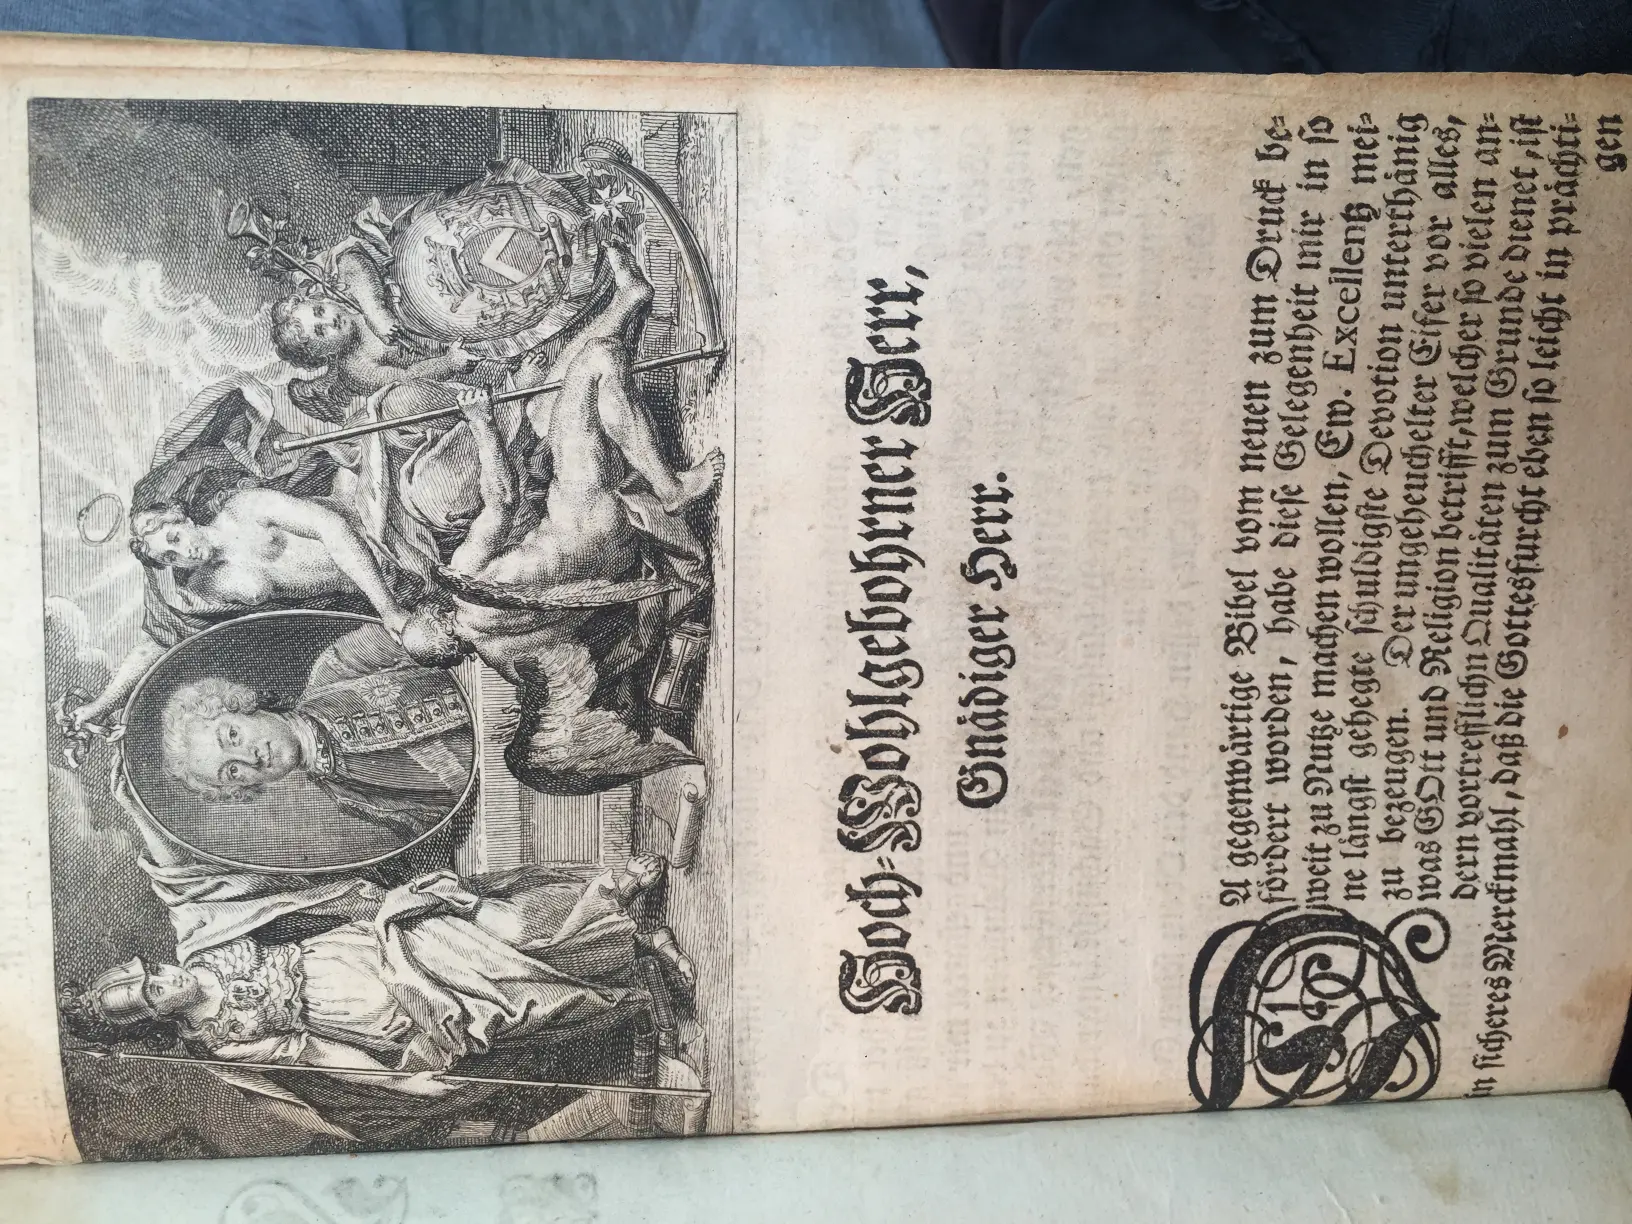 Hoch-Wohlgebohrner Herr,
Gnädiger Herr.
DA gegenwärtige Bibel vom neuen zum Druck be-
fördert worden, habe diese Gelegenheit mir in so
weit zu Nutze machen wollen, Ew. Excellentz mei-
ne längst gehegte schuldigste Devotion unterthänig
zu bezeugen. Der ungeheuchelter Eifer vor alles,
was GOtt und Religion betrifft, welcher so vielen an-
dern vortrefflichn Qualitäten zum Grunde dienet, ist
in sicheres Merckmahl, daß die Gottesfurcht eben so leicht in prächti-
gen